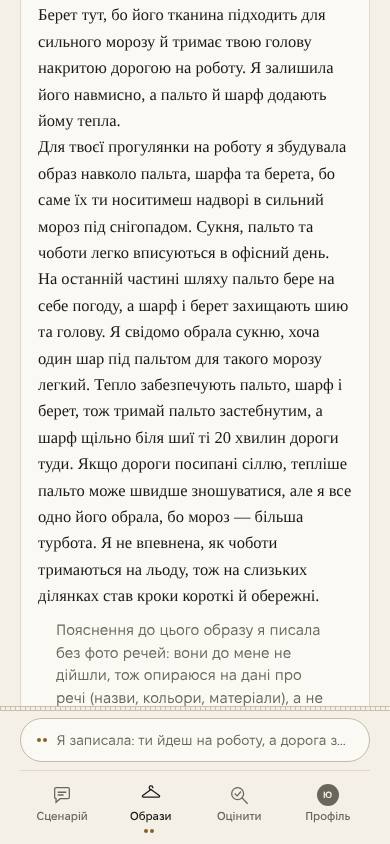 Берет тут, бо його тканина підходить для
сильного морозу й тримає твою голову
накритою дорогою на роботу. Я залишила
його навмисно, а пальто й шарф додають
йому тепла.
Для твоєї прогулянки на роботу я збудувала
образ навколо пальта, шарфа та берета, бо
саме їх ти носитимеш надворі в сильний
мороз під снігопадом. Сукня, пальто та
чоботи легко вписуються в офісний день.
На останній частині шляху пальто бере на
себе погоду, а шарф і берет захищають шию
та голову. Я свідомо обрала сукню, хоча
один шар під пальтом для такого морозу
легкий. Тепло забезпечують пальто, шарф і
берет, тож тримай пальто застебнутим, а
шарф щільно біля шиї ті 20 хвилин дороги
туди. Якщо дороги посипані сіллю, тепліше
пальто може швидше зношуватися, але я все
одно його обрала, бо мороз — більша
турбота. Я не впевнена, як чоботи
тримаються на льоду, тож на слизьких
ділянках став кроки короткі й обережні.
Пояснення до цього образу я писала
без фото речей: вони до мене не
дійшли, тож опираюся на дані про
речі (назви, кольори, матеріали), а не
Я записала: ти йдеш на роботу, а дорога з...
Сценарій
Образи
Оцінити
Ю
Профіль